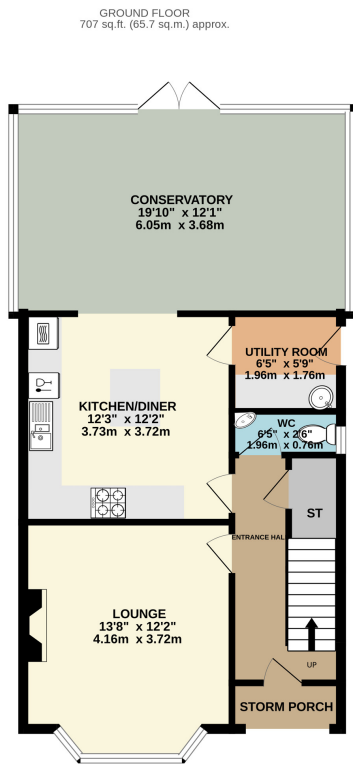 GROUND FLOOR
707 sq.ft. (65.7 sq.m.) approx.
CONSERVATORY
19'10" x 12'1"
6.05m x 3.68m
UTILITY ROOM
6'5" x 5'9"
1.96m x 1.76m
KITCHEN/DINER
12'3" x 12'2"
3.73m x 3.72m
WC
6'5" x 2'6"
1.96m x 0.76m
ST
ENTRANCE HALL
LOUNGE
13'8" x 12'2"
4.16m x 3.72m
UP
STORM PORCH